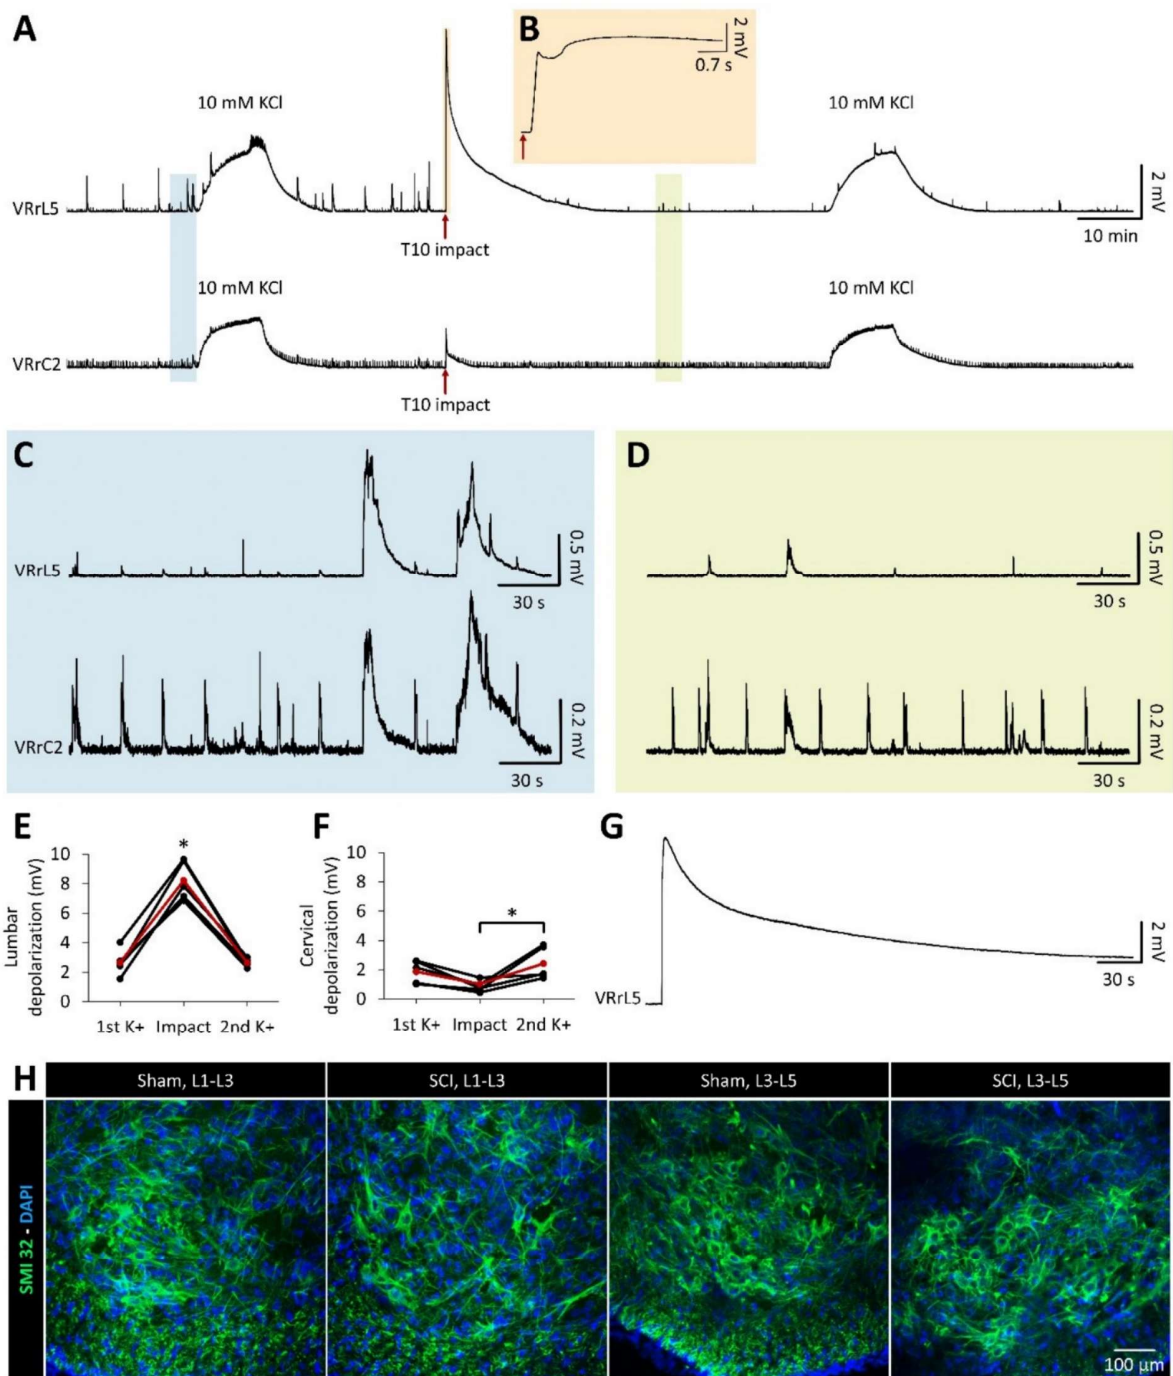 A
B
2 mV
0.7 s
10 mM KCl
10 mM KCl
VRrL5
2 mV
10 min
T10 impact
10 mM KCl
10 mM KCl
VRrC2
T10 impact
C
D
VRrL5
0.5 mV
30 s
0.5 mV
30 s
VRrC2
0.2 mV
30 s
0.2 mV
30 s
E
F
G
*
Lumbar
depolarization (mV)
10
8
6
4
2
0
1st K+ Impact 2nd K+
Cervical
depolarization (mV)
10
8
6
4
2
0
*
1st K+ Impact 2nd K+
VRrL5
2 mV
30 s
H
Sham, L1-L3
SCI, L1-L3
Sham, L3-L5
SCI, L3-L5
SMI 32 - DAPI
100 µm